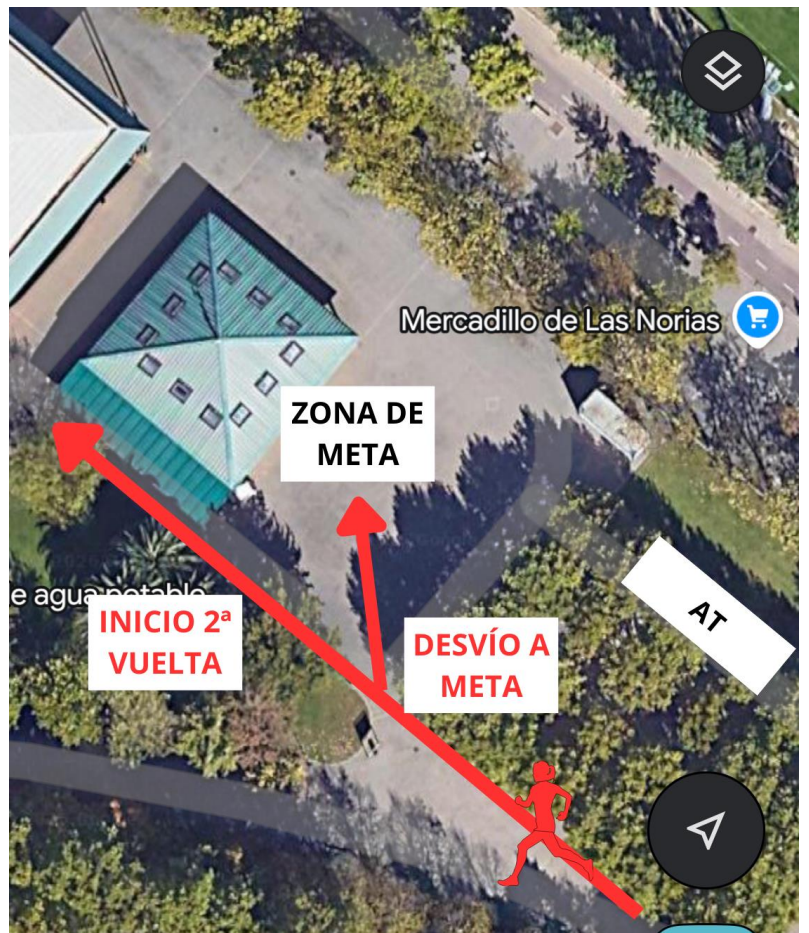 Mercadillo de Las Norias
ZONA DE
META
e agua potable
INICIO 2ª
VUELTA
DESVÍO A
META
AT